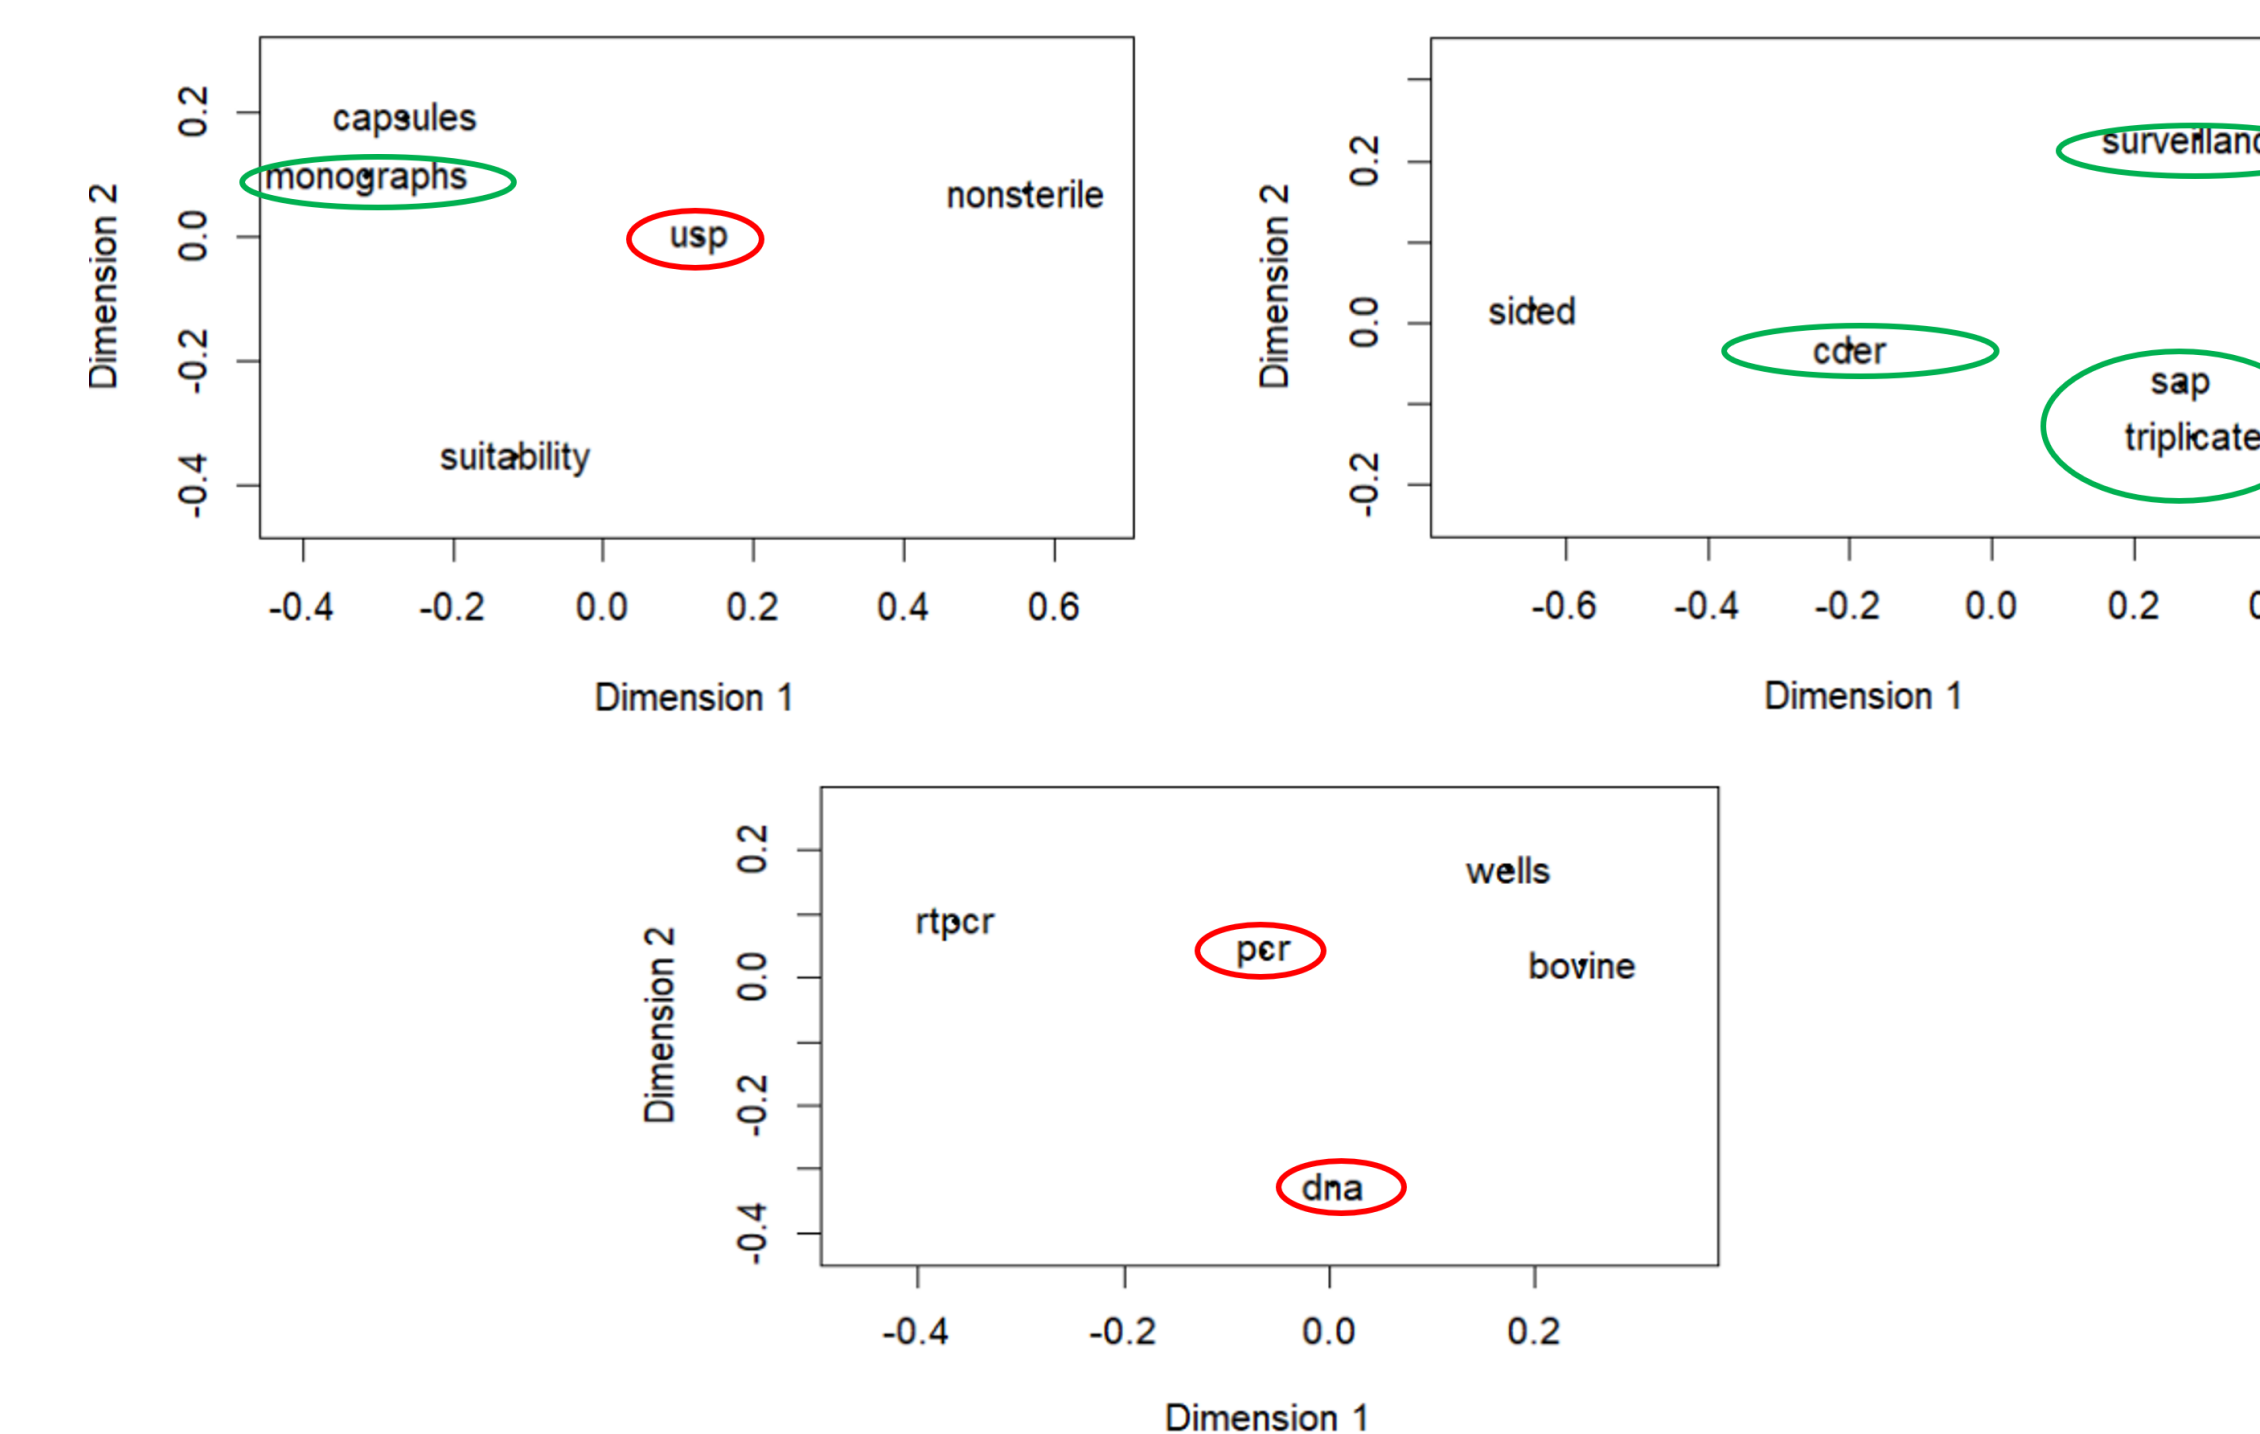 0.2
0.0
-0.2
-0.4
Dimension 2
capsules
monographs
usp
nonsterile
suitability
-0.4 -0.2 0.0 0.2 0.4 0.6
Dimension 1
0.2
0.0
-0.2
Dimension 2
sided
cder
sap
triplicate
-0.6 -0.4 -0.2 0.0 0.2
Dimension 1
0.2
0.0
-0.2
-0.4
Dimension 2
wells
rtpcr
pcr
bovine
dna
-0.4 -0.2 0.0 0.2
Dimension 1